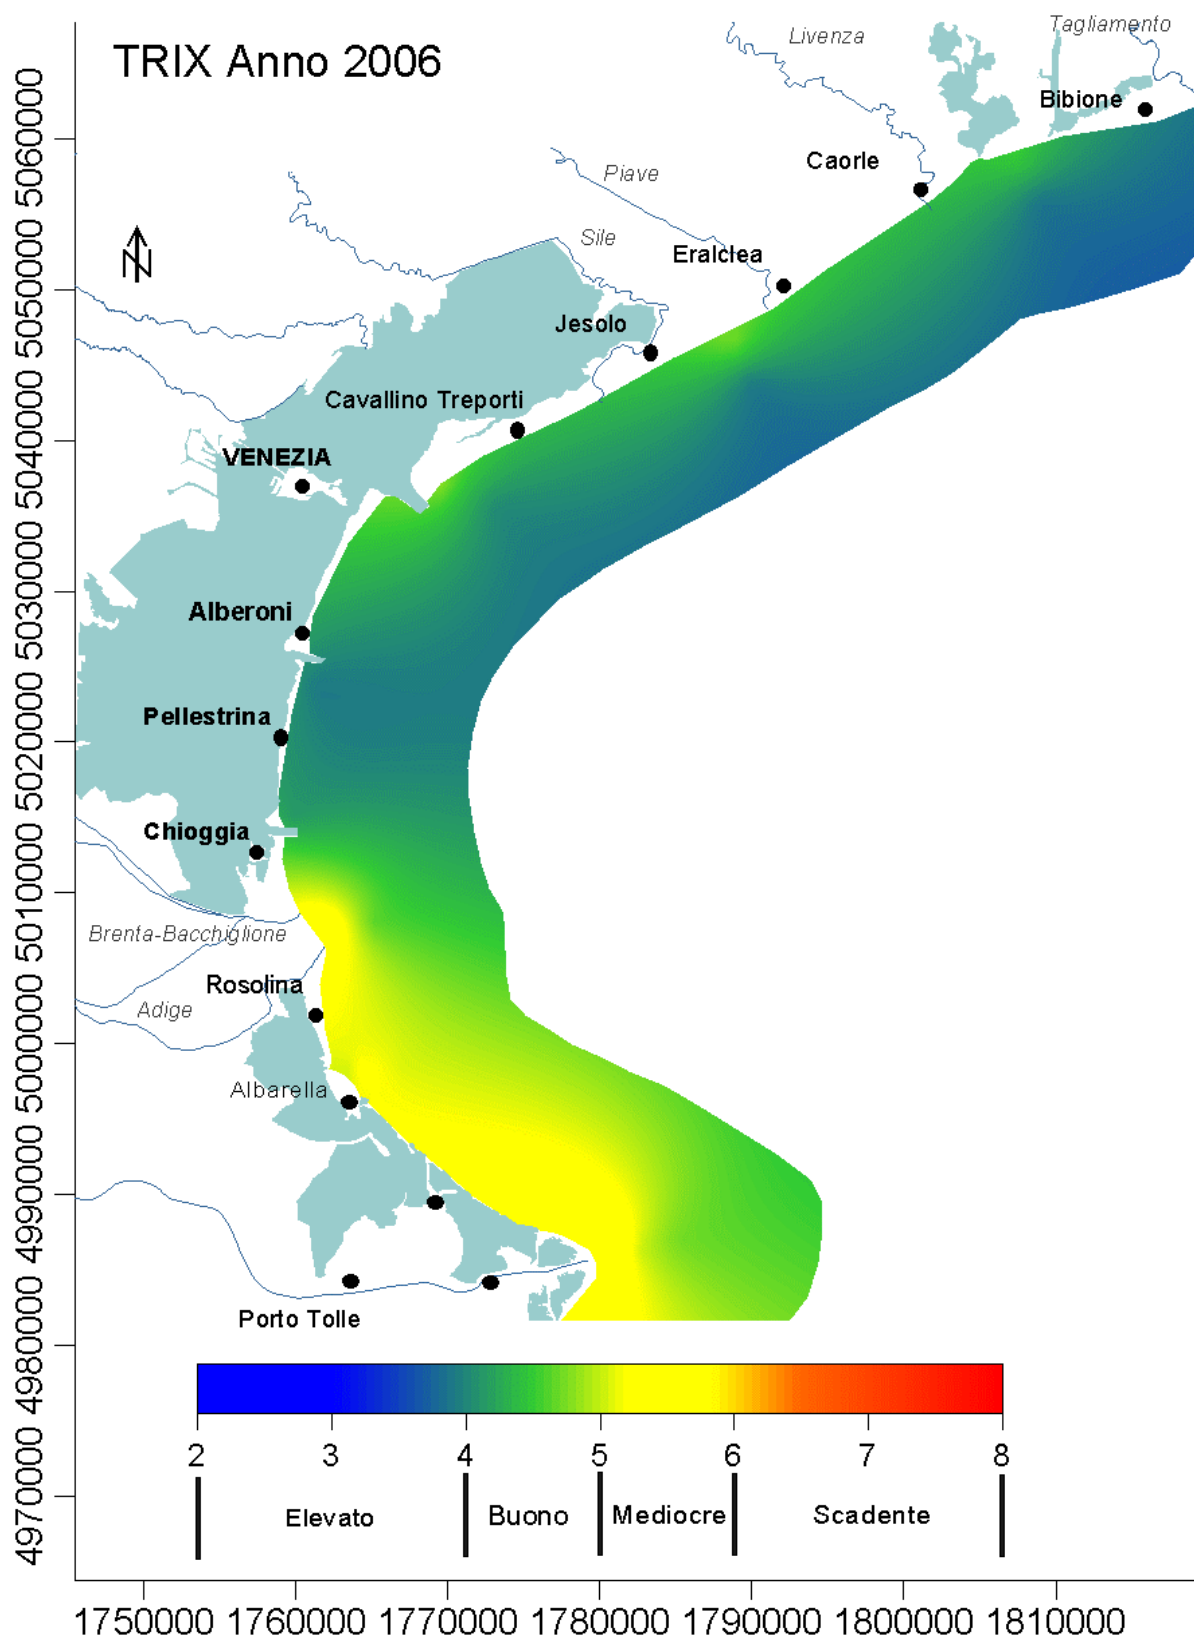 TRIX Anno 2006
Tagliamento
Livenza
Bibione
Caorle
Piave
Sile
Eraclea
Jesolo
N
Cavallino Treporti
VENEZIA
Alberoni
Pellestrina
Chioggia
Brenta-Bacchiglione
Rosolina
Adige
Albarella
Porto Tolle
5060000
5050000
5040000
5030000
5020000
5010000
5000000
4990000
4980000
4970000
2 3 4 5 6 7 8
Elevato Buono Mediocre Scadente
1750000 1760000 1770000 1780000 1790000 1800000 1810000